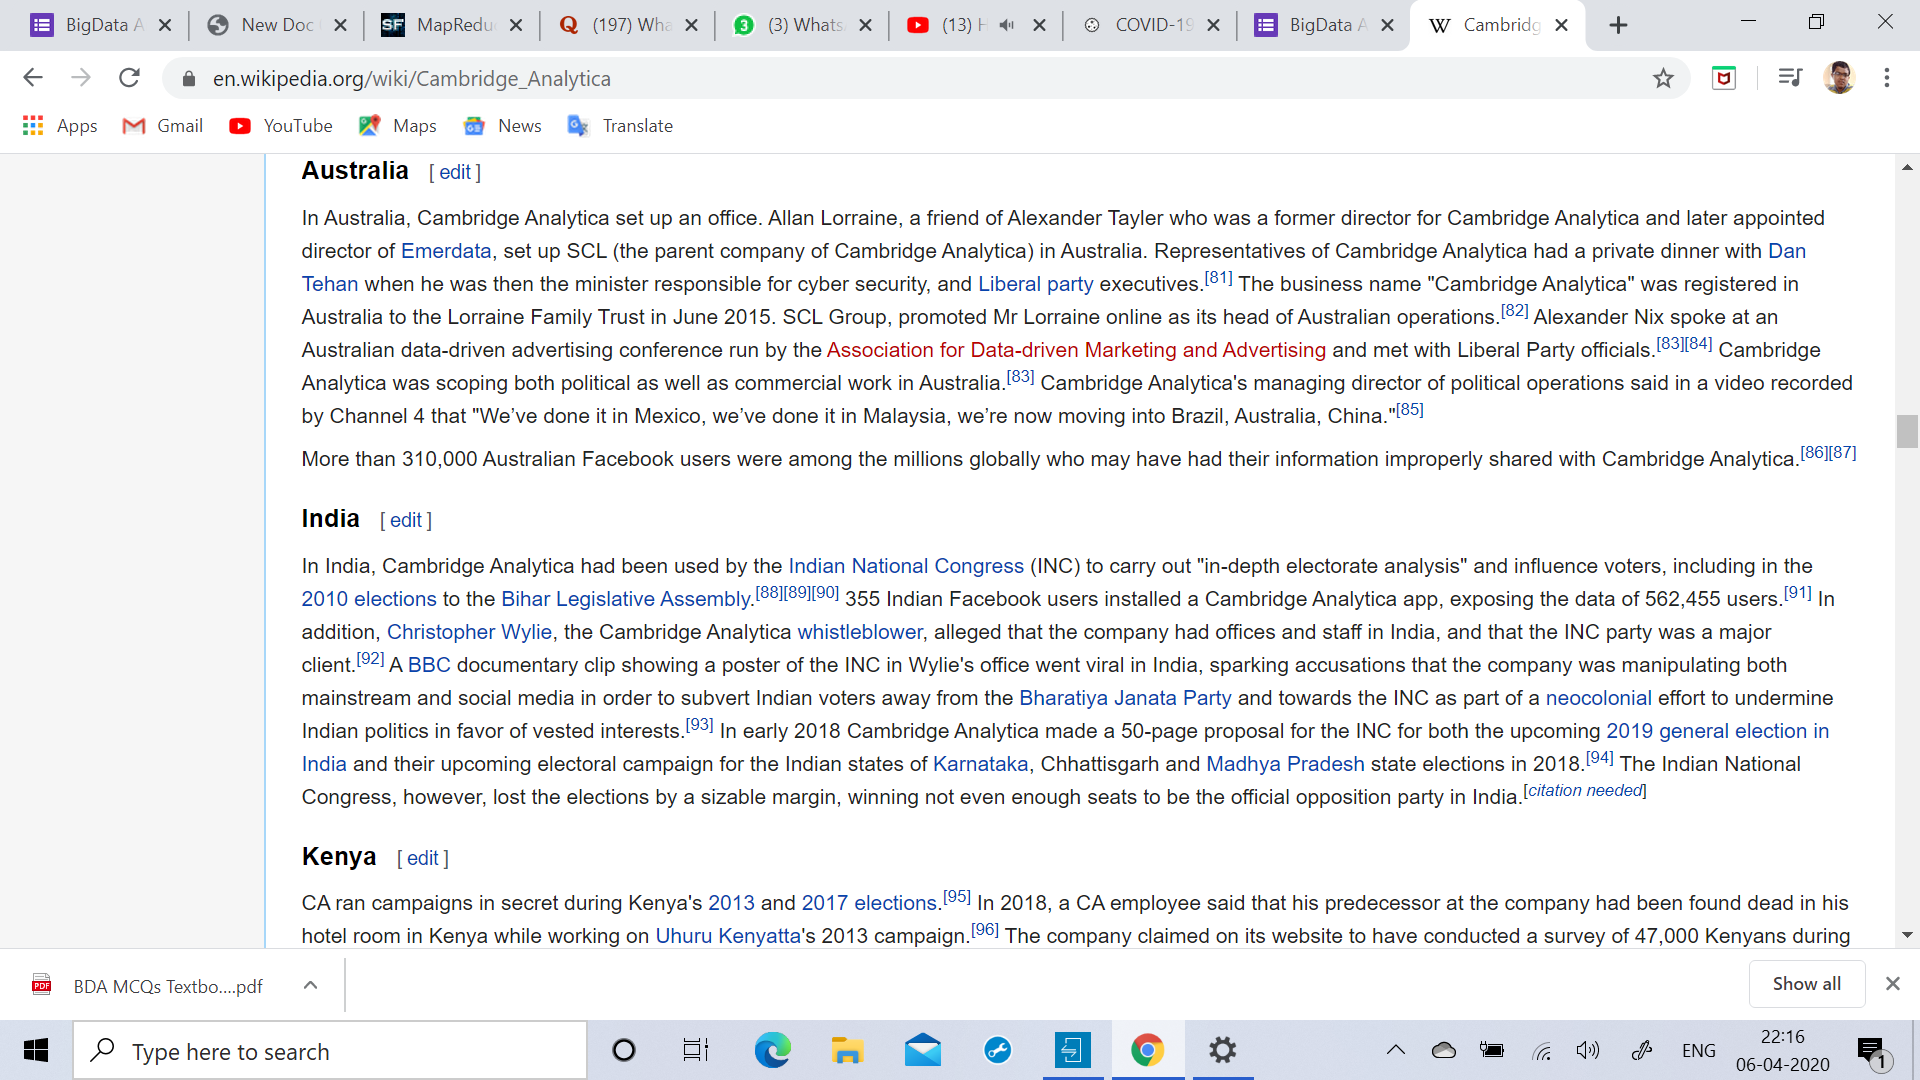 BigData A
New Doc
MapRedu
(197) Wha
(3) Whats
(13) H
COVID-19
BigData A
Cambridg
en.wikipedia.org/wiki/Cambridge_Analytica
Apps Gmail YouTube Maps News Translate
Australia [ edit ]
In Australia, Cambridge Analytica set up an office. Allan Lorraine, a friend of Alexander Tayler who was a former director for Cambridge Analytica and later appointed
director of Emerdata, set up SCL (the parent company of Cambridge Analytica) in Australia. Representatives of Cambridge Analytica had a private dinner with Dan
Tehan when he was then the minister responsible for cyber security, and Liberal party executives.[81] The business name "Cambridge Analytica" was registered in
Australia to the Lorraine Family Trust in June 2015. SCL Group, promoted Mr Lorraine online as its head of Australian operations.[82] Alexander Nix spoke at an
Australian data-driven advertising conference run by the Association for Data-driven Marketing and Advertising and met with Liberal Party officials.[83][84] Cambridge
Analytica was scoping both political as well as commercial work in Australia.[83] Cambridge Analytica's managing director of political operations said in a video recorded
by Channel 4 that "We’ve done it in Mexico, we’ve done it in Malaysia, we’re now moving into Brazil, Australia, China."[85]
More than 310,000 Australian Facebook users were among the millions globally who may have had their information improperly shared with Cambridge Analytica.[86][87]
India [ edit ]
In India, Cambridge Analytica had been used by the Indian National Congress (INC) to carry out "in-depth electorate analysis" and influence voters, including in the
2010 elections to the Bihar Legislative Assembly.[88][89][90] 355 Indian Facebook users installed a Cambridge Analytica app, exposing the data of 562,455 users.[91] In
addition, Christopher Wylie, the Cambridge Analytica whistleblower, alleged that the company had offices and staff in India, and that the INC party was a major
client.[92] A BBC documentary clip showing a poster of the INC in Wylie's office went viral in India, sparking accusations that the company was manipulating both
mainstream and social media in order to subvert Indian voters away from the Bharatiya Janata Party and towards the INC as part of a neocolonial effort to undermine
Indian politics in favor of vested interests.[93] In early 2018 Cambridge Analytica made a 50-page proposal for the INC for both the upcoming 2019 general election in
India and their upcoming electoral campaign for the Indian states of Karnataka, Chhattisgarh and Madhya Pradesh state elections in 2018.[94] The Indian National
Congress, however, lost the elections by a sizable margin, winning not even enough seats to be the official opposition party in India.[citation needed]
Kenya [ edit ]
CA ran campaigns in secret during Kenya's 2013 and 2017 elections.[95] In 2018, a CA employee said that his predecessor at the company had been found dead in his
hotel room in Kenya while working on Uhuru Kenyatta's 2013 campaign.[96] The company claimed on its website to have conducted a survey of 47,000 Kenyans during
PDF BDA MCQs Textbo....pdf
Show all
Type here to search
ENG
22:16
06-04-2020
1